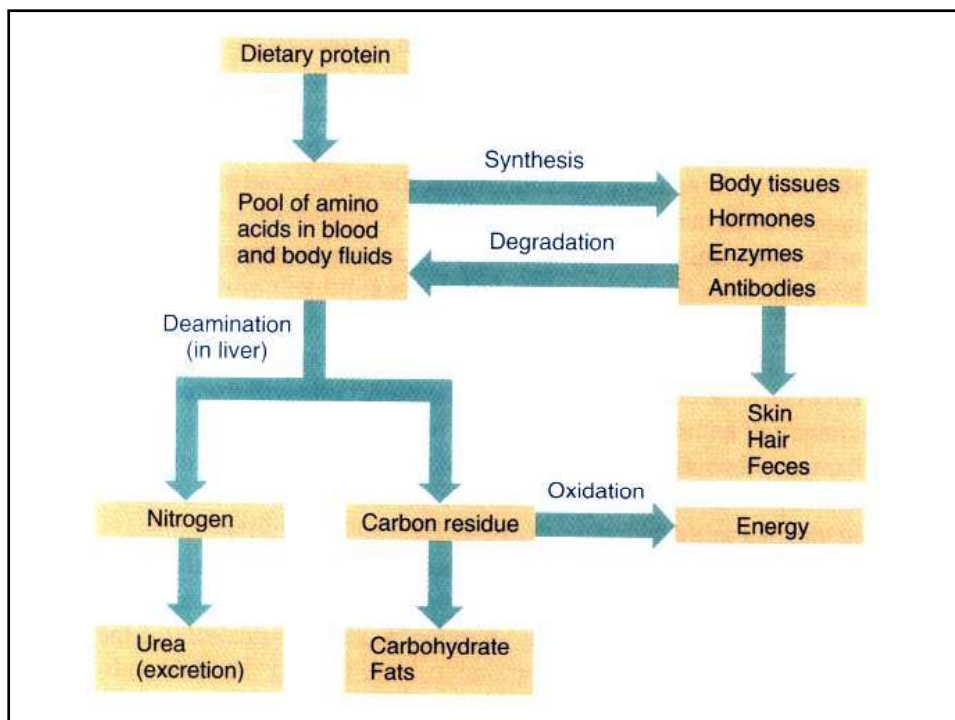 Dietary protein
Synthesis
Pool of amino
acids in blood
and body fluids
Body tissues
Hormones
Enzymes
Antibodies
Degradation
Deamination
(in liver)
Skin
Hair
Feces
Nitrogen
Carbon residue
Oxidation
Energy
Urea
(excretion)
Carbohydrate
Fats